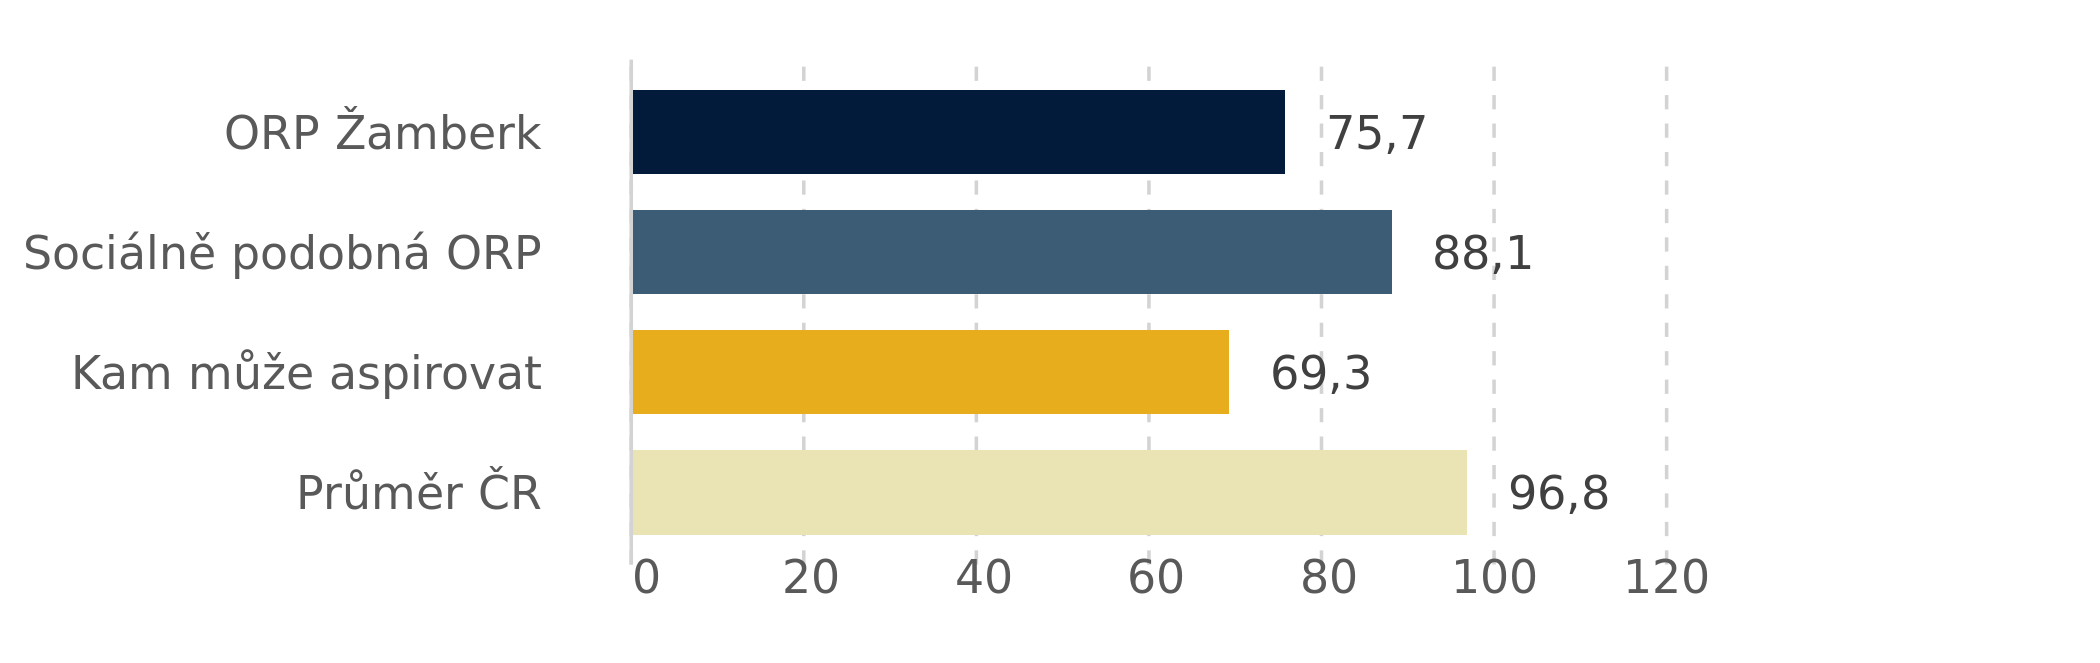 ORP Žamberk 75,7
Sociálně podobná ORP 88,1
Kam může aspirovat 69,3
Průměr ČR 96,8
0 20 40 60 80 100 120